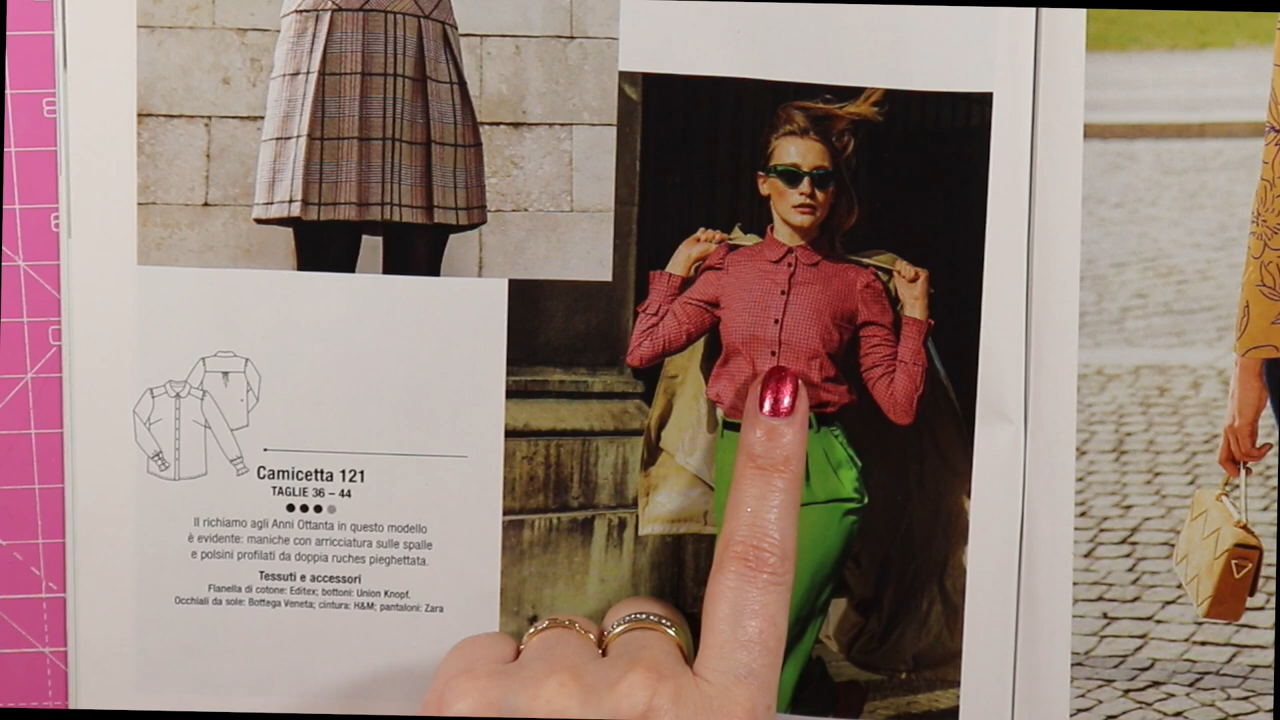 Camicetta 121
TAGLIE 36 – 44
Il richiamo agli Anni Ottanta in questo modello
è evidente: maniche con arricciatura sulle spalle
e polsini profilati da doppia ruches pieghettata.
Tessuti e accessori
Flanella di cotone: Editex; bottoni: Union Knopf.
Occhiali da sole: Bottega Veneta; cintura: H&M; pantaloni: Zara